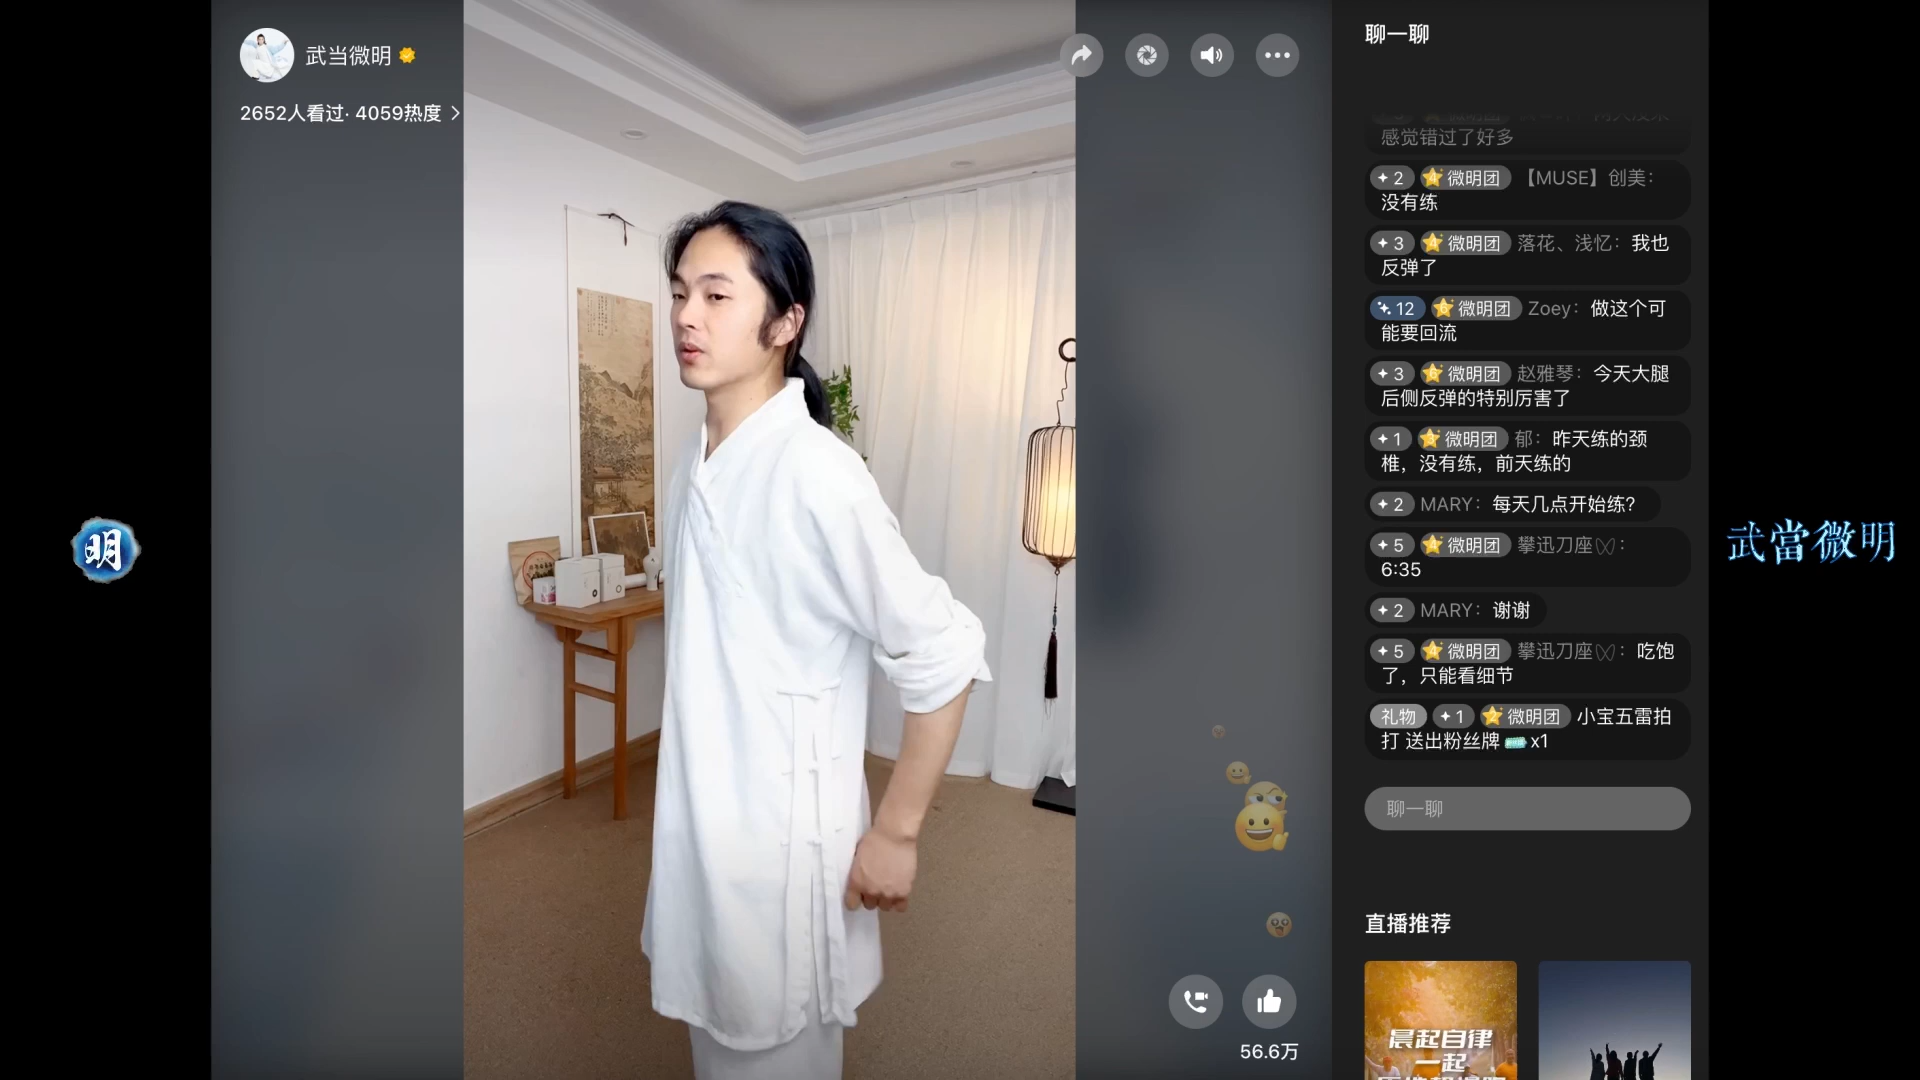 武当微明
2652人看过· 4059热度
聊一聊
感觉错过了好多
2 微明团 【MUSE】创美：
没有练
3 微明团 落花、浅忆：我也
反弹了
12 微明团 Zoey：做这个可
能要回流
3 微明团 赵雅琴：今天大腿
后侧反弹的特别厉害了
1 微明团 郁：昨天练的颈
椎，没有练，前天练的
2 MARY：每天几点开始练？
5 微明团 攀迅刀座：
6:35
2 MARY：谢谢
5 微明团 攀迅刀座：吃饱
了，只能看细节
礼物 1 微明团 小宝五雷拍
打 送出粉丝牌 x1
聊一聊
直播推荐
晨起自律
一起
56.6万
明
武當微明